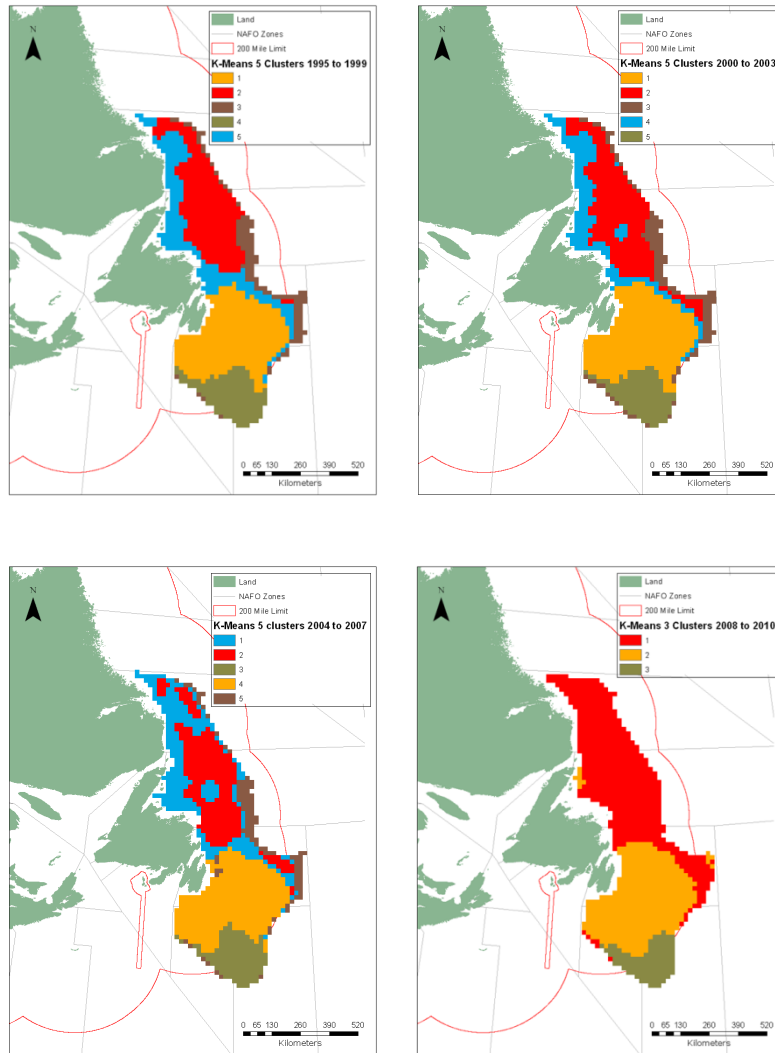 N
Land
NAFO Zones
200 Mile Limit
K-Means 5 Clusters 1995 to 1999
1
2
3
4
5
0 65 130 260 390 520
Kilometers
N
Land
NAFO Zones
200 Mile Limit
K-Means 5 Clusters 2000 to 2003
1
2
3
4
5
0 65 130 260 390 520
Kilometers
N
Land
NAFO Zones
200 Mile Limit
K-Means 5 clusters 2004 to 2007
1
2
3
4
5
0 65 130 260 390 520
Kilometers
N
Land
NAFO Zones
200 Mile Limit
K-Means 3 Clusters 2008 to 2010
1
2
3
0 65 130 260 390 520
Kilometers